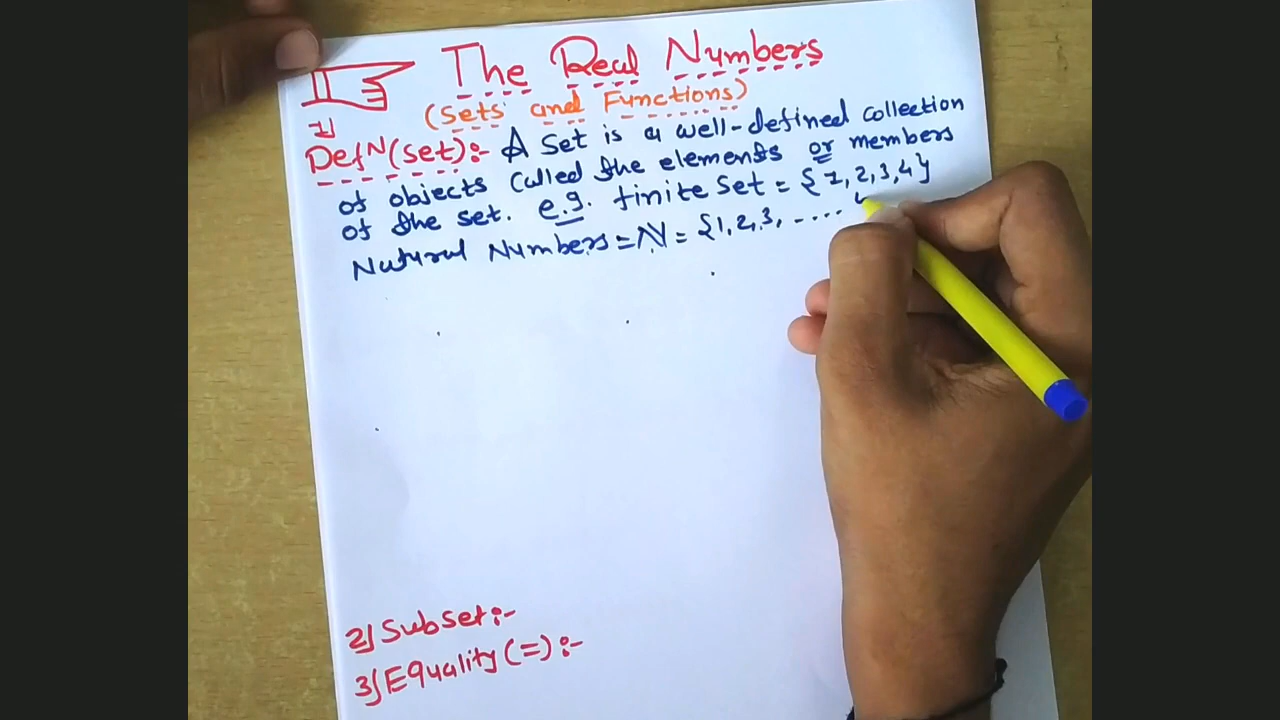 The Real Numbers
(Sets and Functions)
1)
Defᴺ(set):- A set is a well-defined collection
of objects called the elements or members
of the set. e.g. finite set = {1,2,3,4}
Natural Numbers = N = {1,2,3, .....
2) Subset:-
3) Equality(=):-